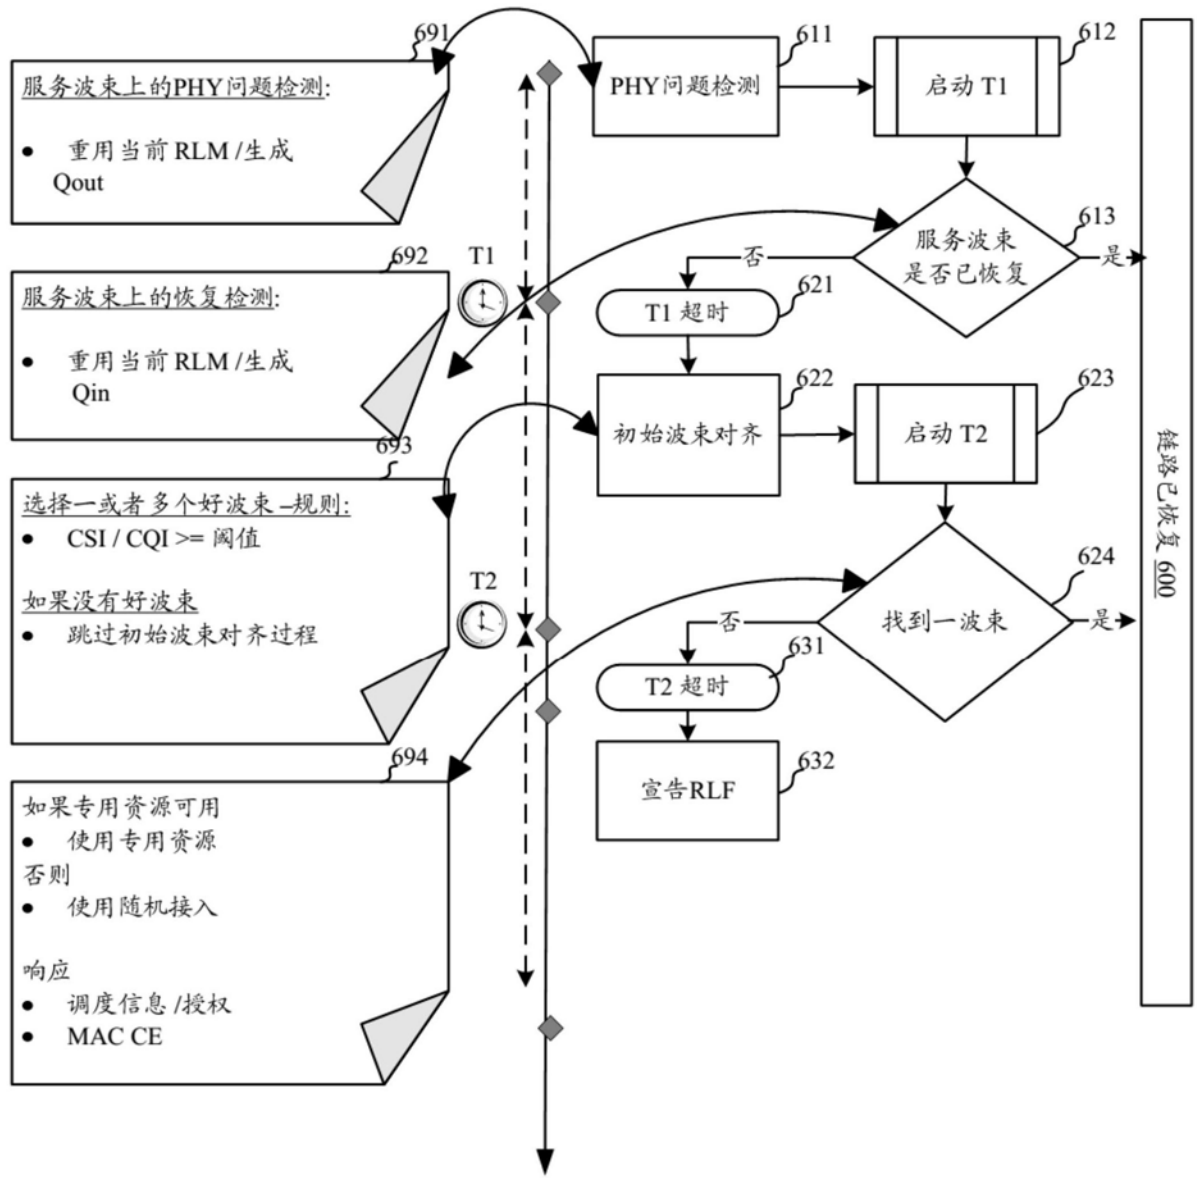 691
服务波束上的PHY问题检测:
● 重用当前 RLM /生成
Qout
692
服务波束上的恢复检测:
● 重用当前 RLM /生成
Qin
693
选择一或者多个好波束 –规则:
● CSI / CQI >= 阈值
如果没有好波束
● 跳过初始波束对齐过程
694
如果专用资源可用
● 使用专用资源
否则
● 使用随机接入
响应
● 调度信息 /授权
● MAC CE
T1
T2
611
PHY问题检测
612
启动 T1
613
服务波束
是否已恢复
否
是
621
T1 超时
622
初始波束对齐
623
启动 T2
624
找到一波束
否
是
631
T2 超时
632
宣告RLF
链路已恢复 600